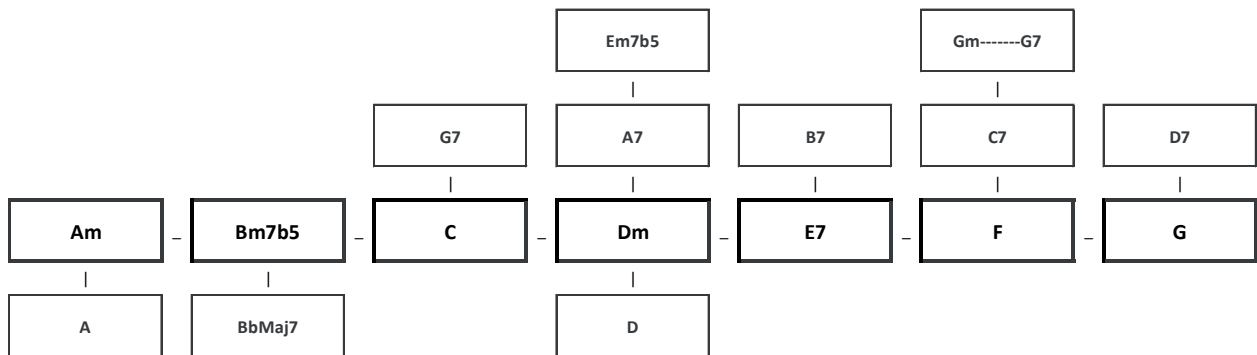 Em7b5 Gm-------G7
| |
G7 A7 B7 C7 D7
| | | | |
Am _ Bm7b5 _ C _ Dm _ E7 _ F _ G
| | |
A BbMaj7 D